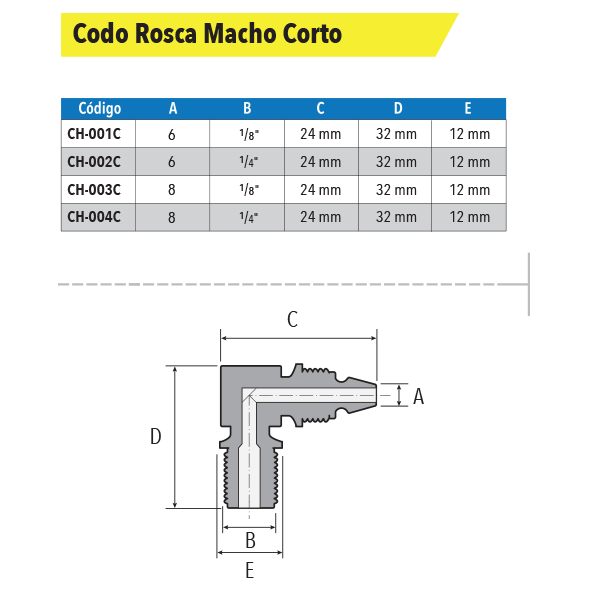 Codo Rosca Macho Corto
Código A B C D E
CH-001C 6 1/8" 24 mm 32 mm 12 mm
CH-002C 6 1/4" 24 mm 32 mm 12 mm
CH-003C 8 1/8" 24 mm 32 mm 12 mm
CH-004C 8 1/4" 24 mm 32 mm 12 mm
C
A
D
B
E